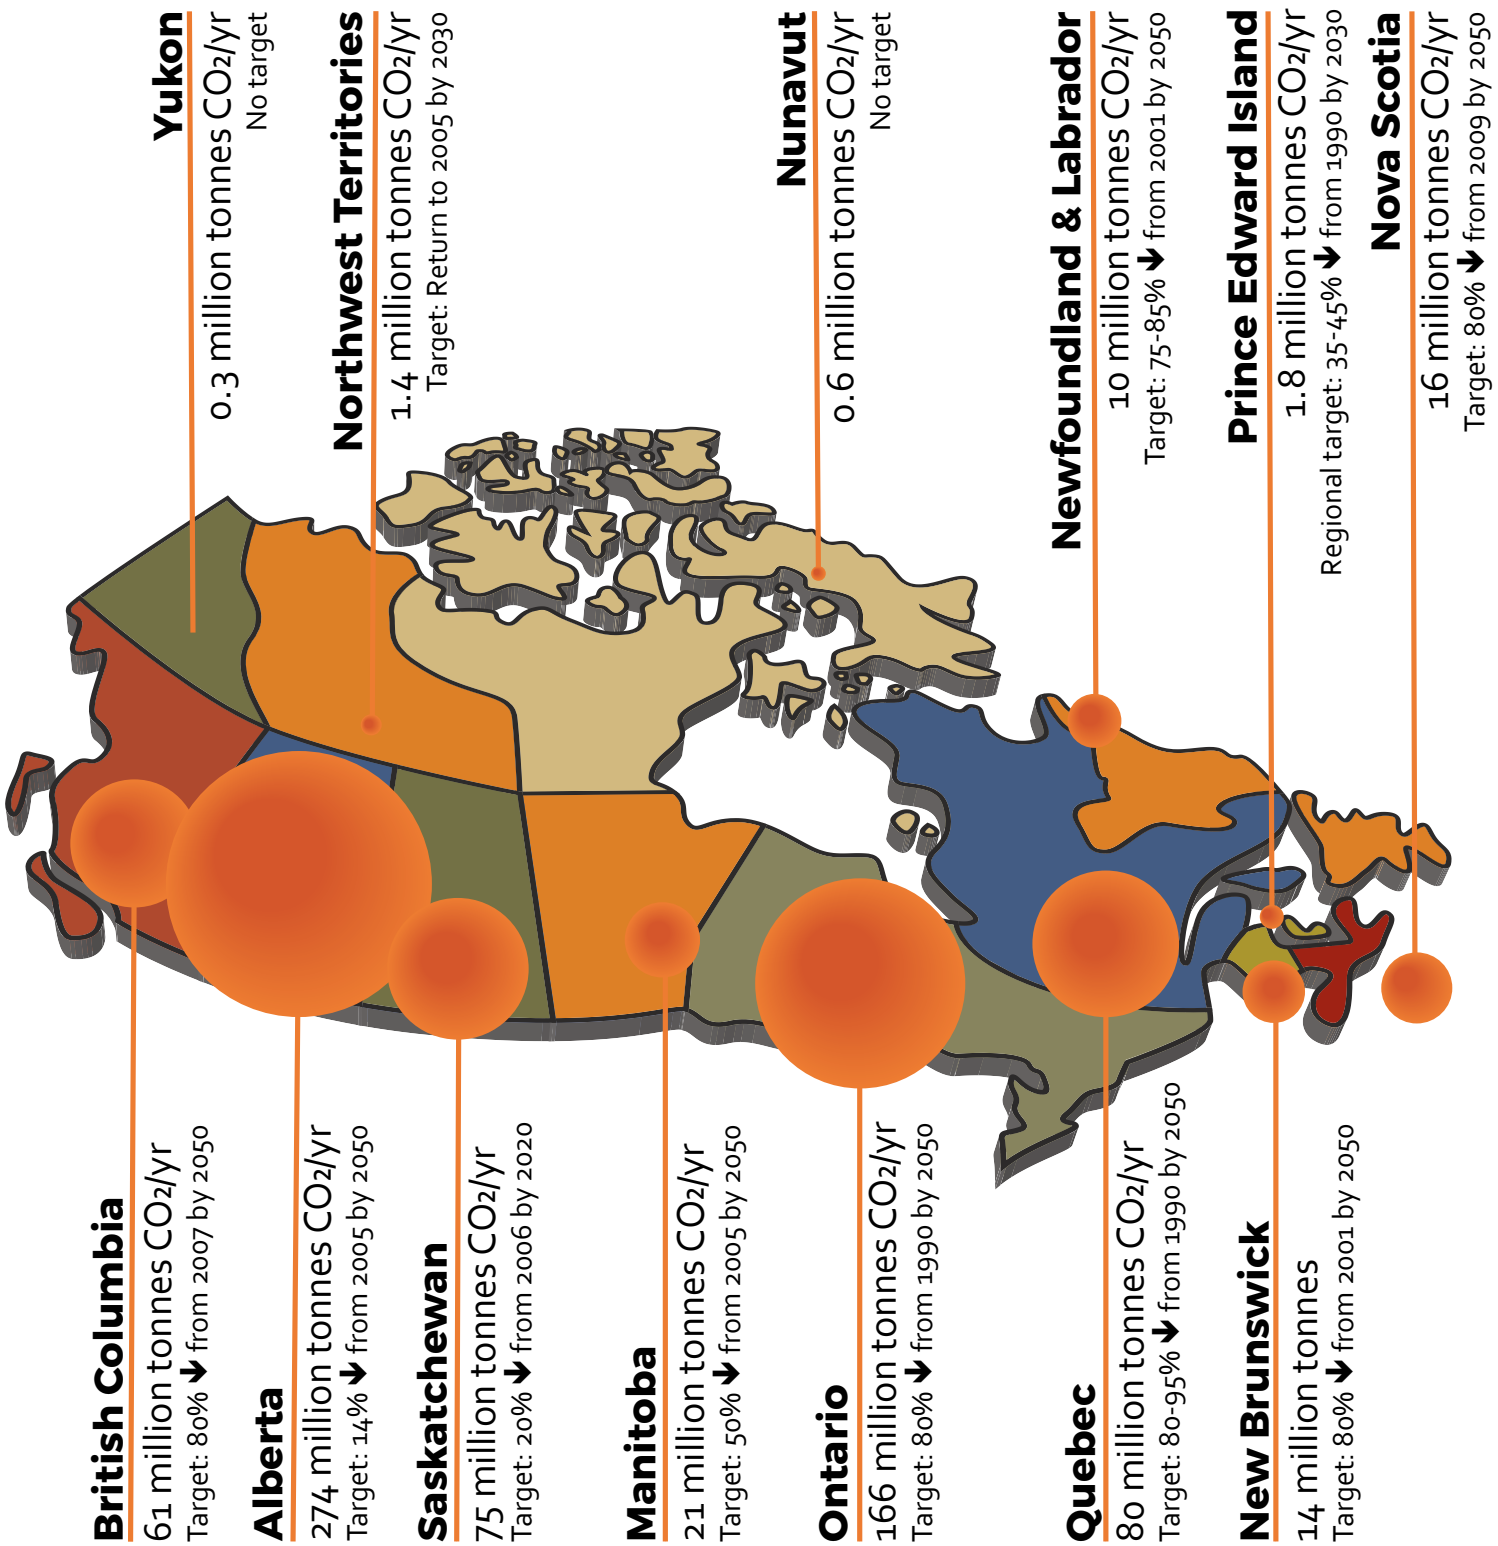 British Columbia
61 million tonnes CO2/yr
Target: 80% 🡻 from 2007 by 2050
Alberta
274 million tonnes CO2/yr
Target: 14% 🡻 from 2005 by 2050
Saskatchewan
75 million tonnes CO2/yr
Target: 20% 🡻 from 2006 by 2020
Manitoba
21 million tonnes CO2/yr
Target: 50% 🡻 from 2005 by 2050
Ontario
166 million tonnes CO2/yr
Target: 80% 🡻 from 1990 by 2050
Quebec
80 million tonnes CO2/yr
Target: 80-95% 🡻 from 1990 by 2050
New Brunswick
14 million tonnes
Target: 80% 🡻 from 2001 by 2050
Yukon
0.3 million tonnes CO2/yr
No target
Northwest Territories
1.4 million tonnes CO2/yr
Target: Return to 2005 by 2030
Nunavut
0.6 million tonnes CO2/yr
No target
Newfoundland & Labrador
10 million tonnes CO2/yr
Target: 75-85% 🡻 from 2001 by 2050
Prince Edward Island
1.8 million tonnes CO2/yr
Regional target: 35-45% 🡻 from 1990 by 2030
Nova Scotia
16 million tonnes CO2/yr
Target: 80% 🡻 from 2009 by 2050